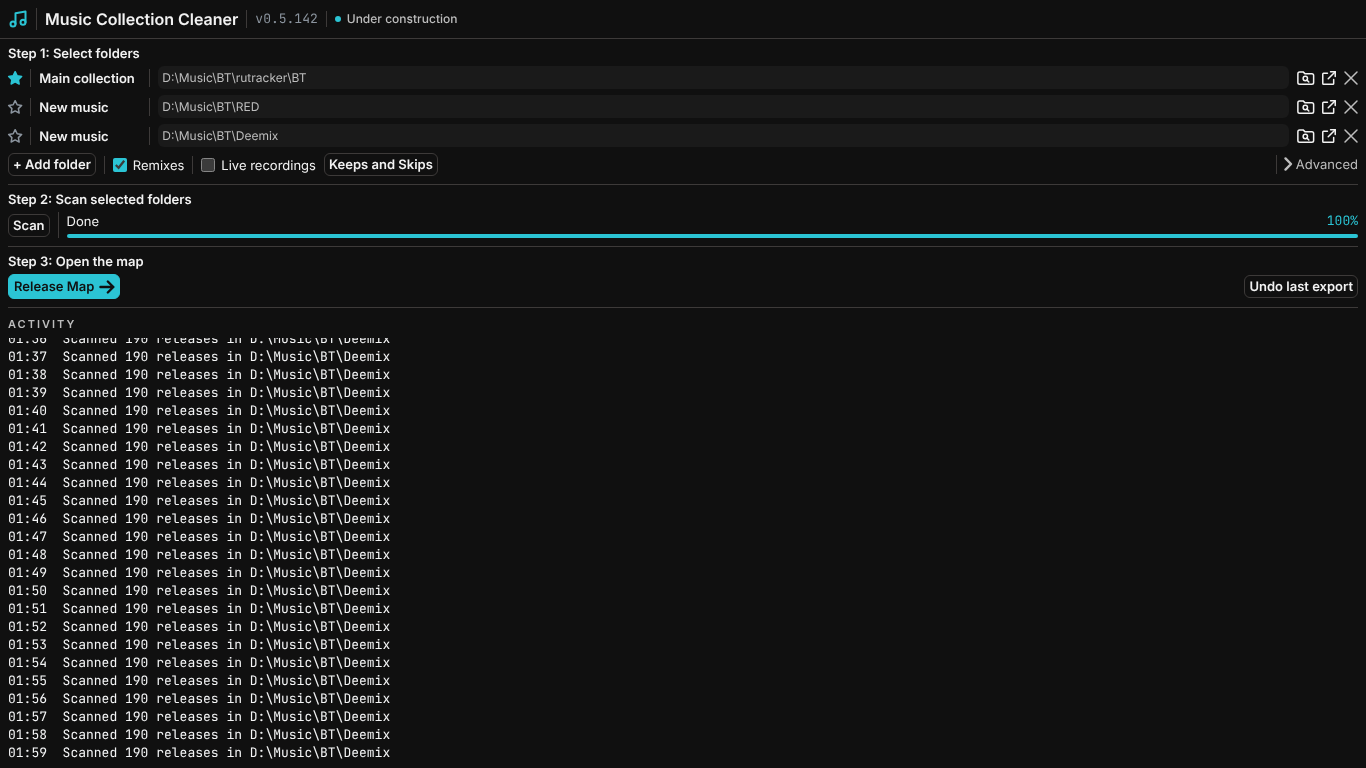 Music Collection Cleaner v0.5.142 Under construction
Step 1: Select folders
Main collection D:\Music\BT\rutracker\BT
New music D:\Music\BT\RED
New music D:\Music\BT\Deemix
+ Add folder Remixes Live recordings Keeps and Skips Advanced
Step 2: Scan selected folders
Scan Done 100%
Step 3: Open the map
Release Map Undo last export
ACTIVITY
01:36 Scanned 190 releases in D:\Music\BT\Deemix
01:37 Scanned 190 releases in D:\Music\BT\Deemix
01:38 Scanned 190 releases in D:\Music\BT\Deemix
01:39 Scanned 190 releases in D:\Music\BT\Deemix
01:40 Scanned 190 releases in D:\Music\BT\Deemix
01:41 Scanned 190 releases in D:\Music\BT\Deemix
01:42 Scanned 190 releases in D:\Music\BT\Deemix
01:43 Scanned 190 releases in D:\Music\BT\Deemix
01:44 Scanned 190 releases in D:\Music\BT\Deemix
01:45 Scanned 190 releases in D:\Music\BT\Deemix
01:46 Scanned 190 releases in D:\Music\BT\Deemix
01:47 Scanned 190 releases in D:\Music\BT\Deemix
01:48 Scanned 190 releases in D:\Music\BT\Deemix
01:49 Scanned 190 releases in D:\Music\BT\Deemix
01:50 Scanned 190 releases in D:\Music\BT\Deemix
01:51 Scanned 190 releases in D:\Music\BT\Deemix
01:52 Scanned 190 releases in D:\Music\BT\Deemix
01:53 Scanned 190 releases in D:\Music\BT\Deemix
01:54 Scanned 190 releases in D:\Music\BT\Deemix
01:55 Scanned 190 releases in D:\Music\BT\Deemix
01:56 Scanned 190 releases in D:\Music\BT\Deemix
01:57 Scanned 190 releases in D:\Music\BT\Deemix
01:58 Scanned 190 releases in D:\Music\BT\Deemix
01:59 Scanned 190 releases in D:\Music\BT\Deemix